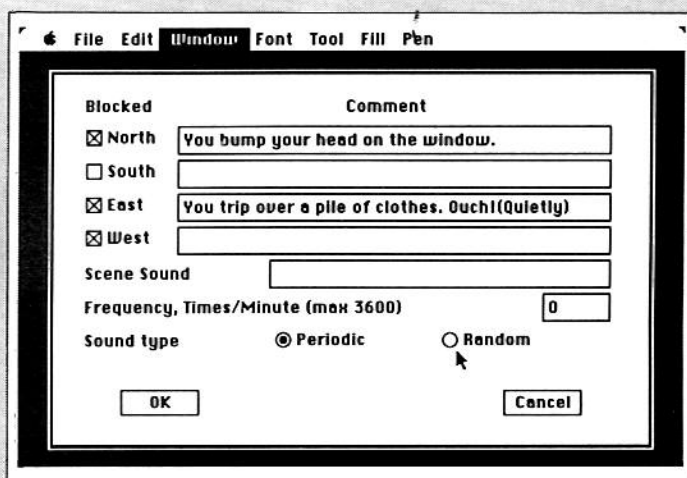 File Edit Window Font Tool Fill Pen
Blocked Comment
North You bump your head on the window.
South
East You trip over a pile of clothes. Ouch!(Quietly)
West
Scene Sound
Frequency, Times/Minute (max 3600) 0
Sound type Periodic Random
OK Cancel